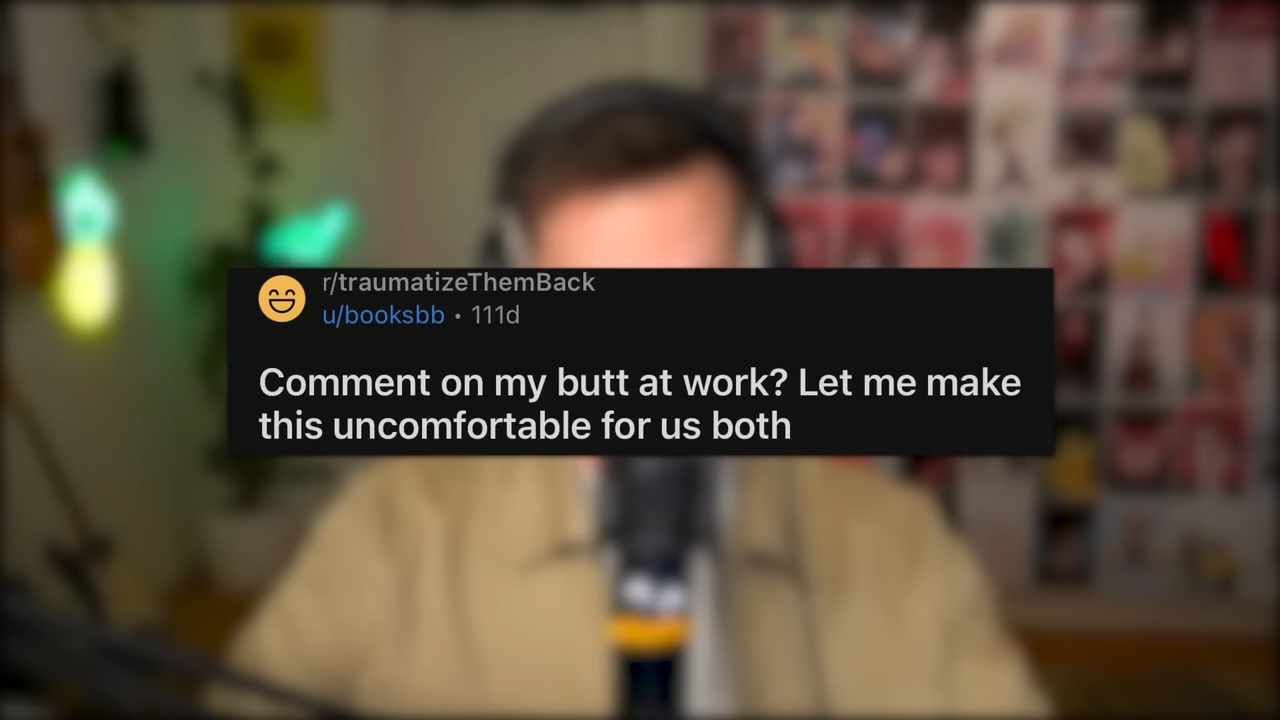 r/traumatizeThemBack
u/booksbb • 111d
Comment on my butt at work? Let me make
this uncomfortable for us both